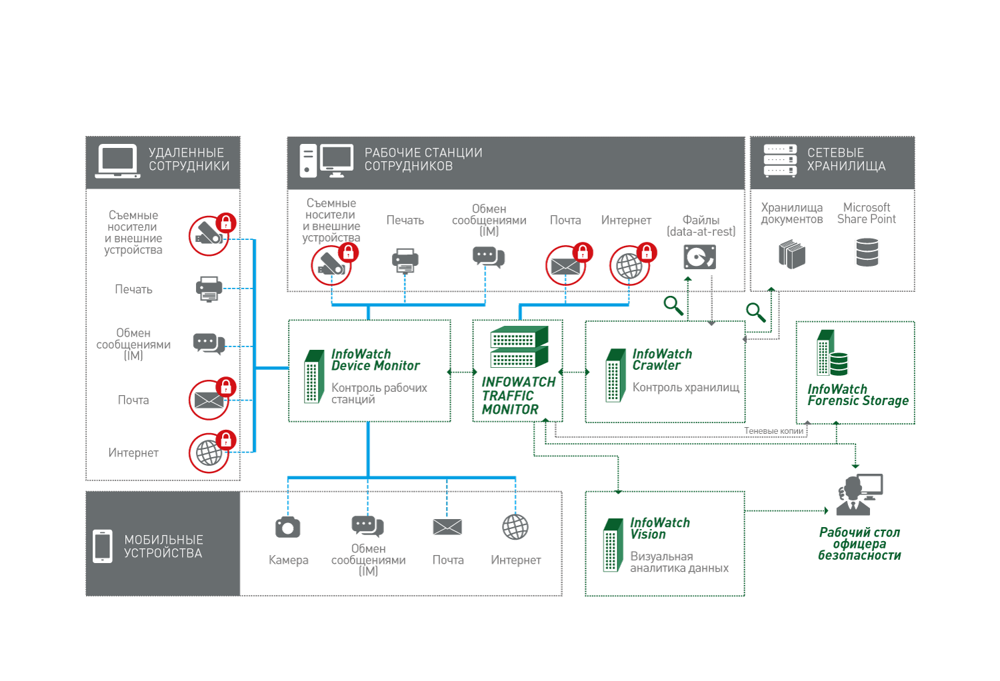 УДАЛЕННЫЕ
СОТРУДНИКИ
Съемные
носители
и внешние
устройства
Печать
Обмен
сообщениями
(IM)
Почта
Интернет
РАБОЧИЕ СТАНЦИИ
СОТРУДНИКОВ
Съемные
носители
и внешние
устройства
Печать
Обмен
сообщениями
(IM)
Почта
Интернет
Файлы
(data-at-rest)
СЕТЕВЫЕ
ХРАНИЛИЩА
Хранилища
документов
Microsoft
Share Point
InfoWatch
Device Monitor
Контроль рабочих
станций
INFOWATCH
TRAFFIC
MONITOR
InfoWatch
Crawler
Контроль хранилищ
InfoWatch
Forensic Storage
Теневые копии
МОБИЛЬНЫЕ
УСТРОЙСТВА
Камера
Обмен
сообщениями
(IM)
Почта
Интернет
InfoWatch
Vision
Визуальная
аналитика данных
Рабочий стол
офицера
безопасности